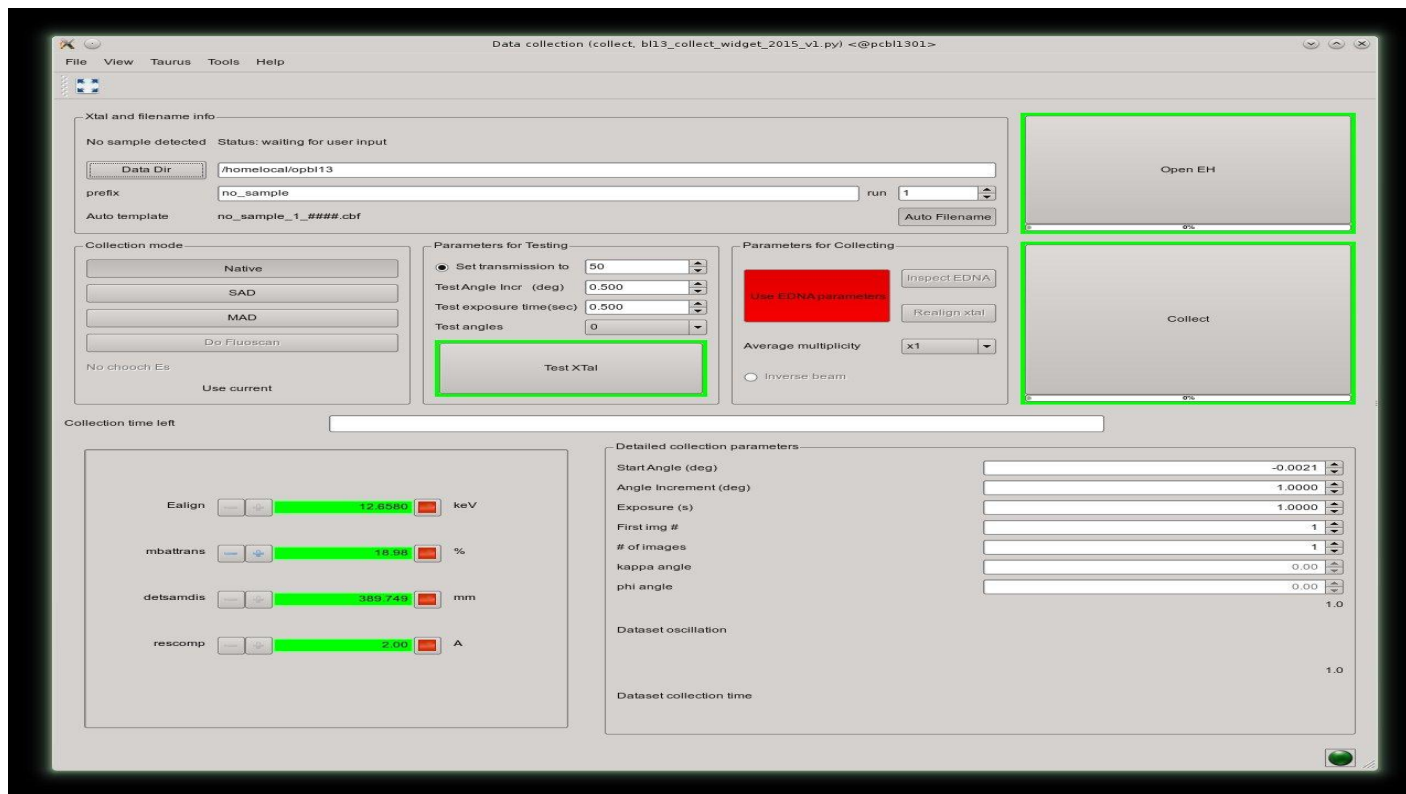 Data collection (collect, bl13_collect_widget_2015_v1.py) <@pcbl1301>
File View Taurus Tools Help
Xtal and filename info
No sample detected Status: waiting for user input
Data Dir /homelocal/opbl13
prefix no_sample run 1
Auto template no_sample_1_####.cbf Auto Filename
Open EH
0%
Collection mode
Native
SAD
MAD
Do Fluoscan
No chooch Es
Use current
Parameters for Testing
Set transmission to 50
Test Angle Incr (deg) 0.500
Test exposure time(sec) 0.500
Test angles 0
Test XTal
Parameters for Collecting
Use EDNA parameters
Inspect EDNA
Realign xtal
Average multiplicity x1
Inverse beam
Collect
0%
Collection time left
Ealign 12.6580 keV
mbattrans 18.98 %
detsamdis 389.749 mm
rescomp 2.00 A
Detailed collection parameters
Start Angle (deg) -0.0021
Angle Increment (deg) 1.0000
Exposure (s) 1.0000
First img # 1
# of images 1
kappa angle 0.00
phi angle 0.00
1.0
Dataset oscillation
1.0
Dataset collection time